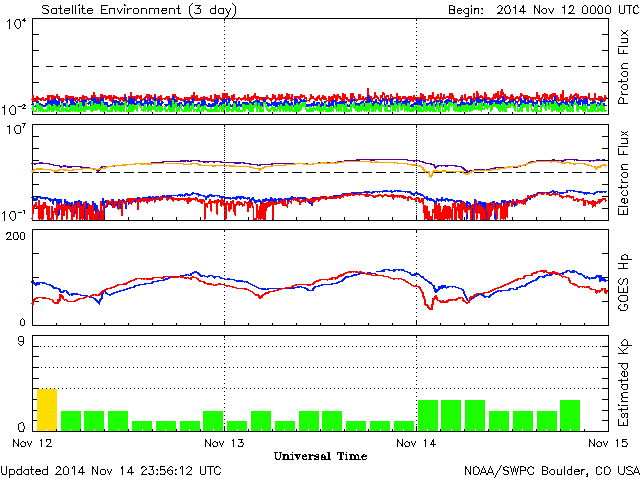 Satellite Environment (3 day) Begin: 2014 Nov 12 0000 UTC
10^4
10^-2
Proton Flux
10^7
10^-1
Electron Flux
200
0
GOES Hp
9
0
Estimated Kp
Nov 12 Nov 13 Nov 14 Nov 15
Universal Time
Updated 2014 Nov 14 23:56:12 UTC NOAA/SWPC Boulder, CO USA